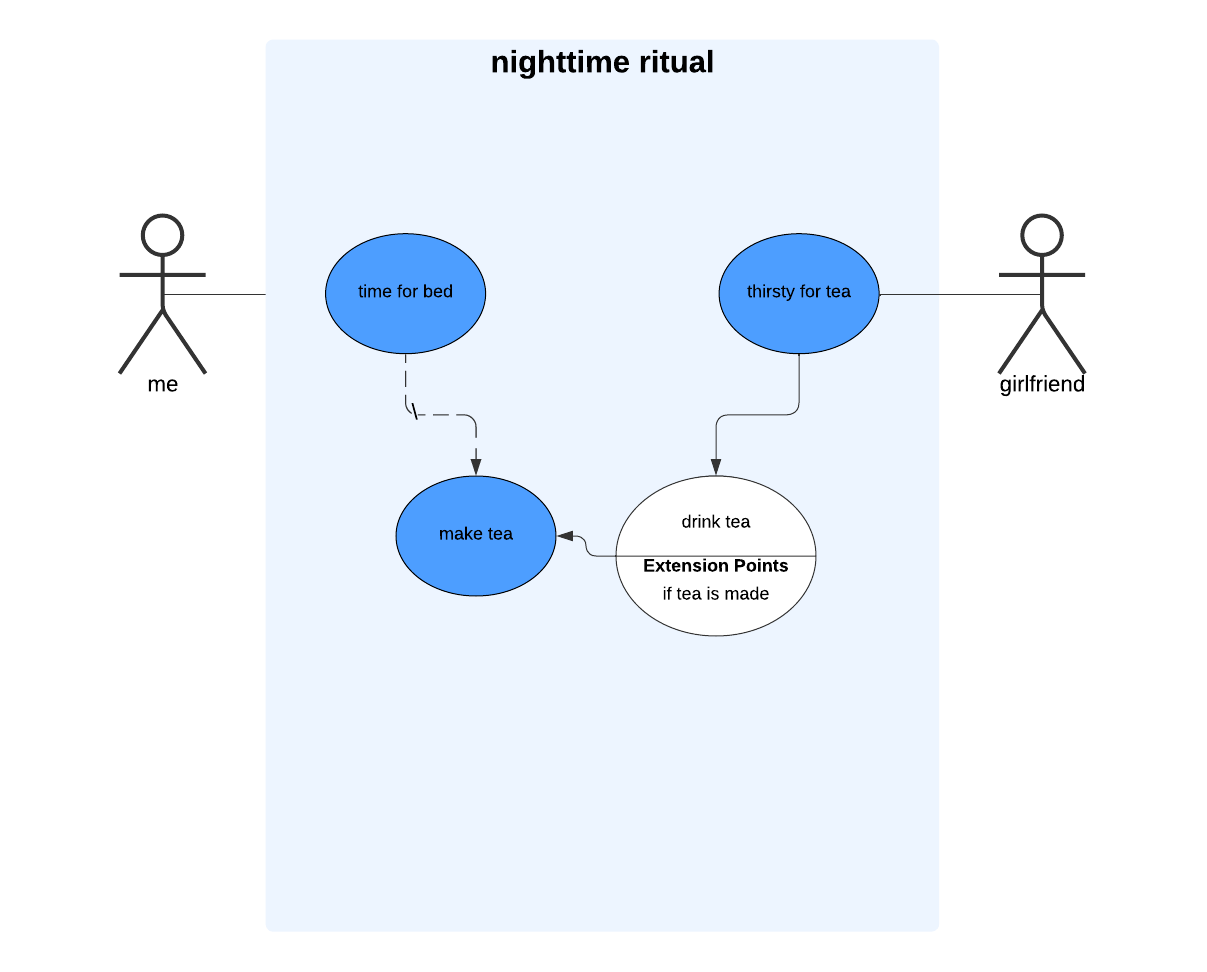 nighttime ritual
time for bed
thirsty for tea
me
girlfriend
make tea
drink tea
Extension Points
if tea is made